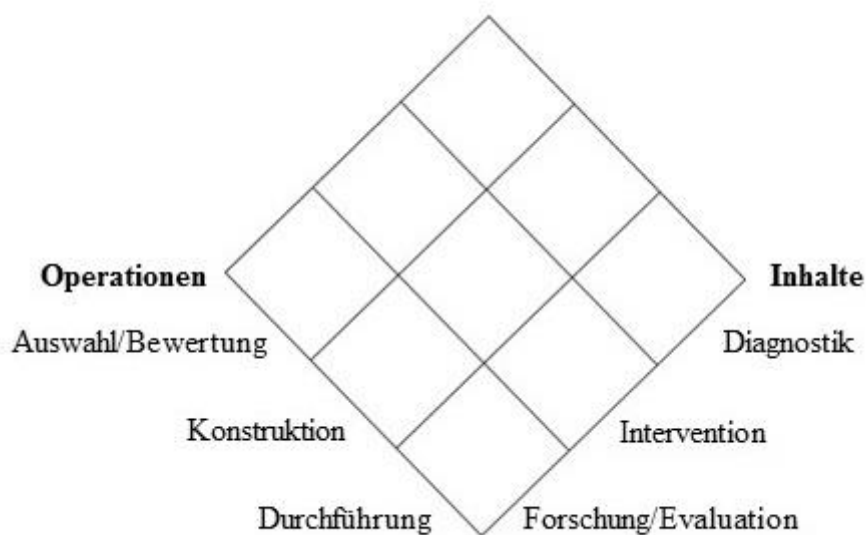 Operationen
Inhalte
Auswahl/Bewertung
Diagnostik
Konstruktion
Intervention
Durchführung
Forschung/Evaluation